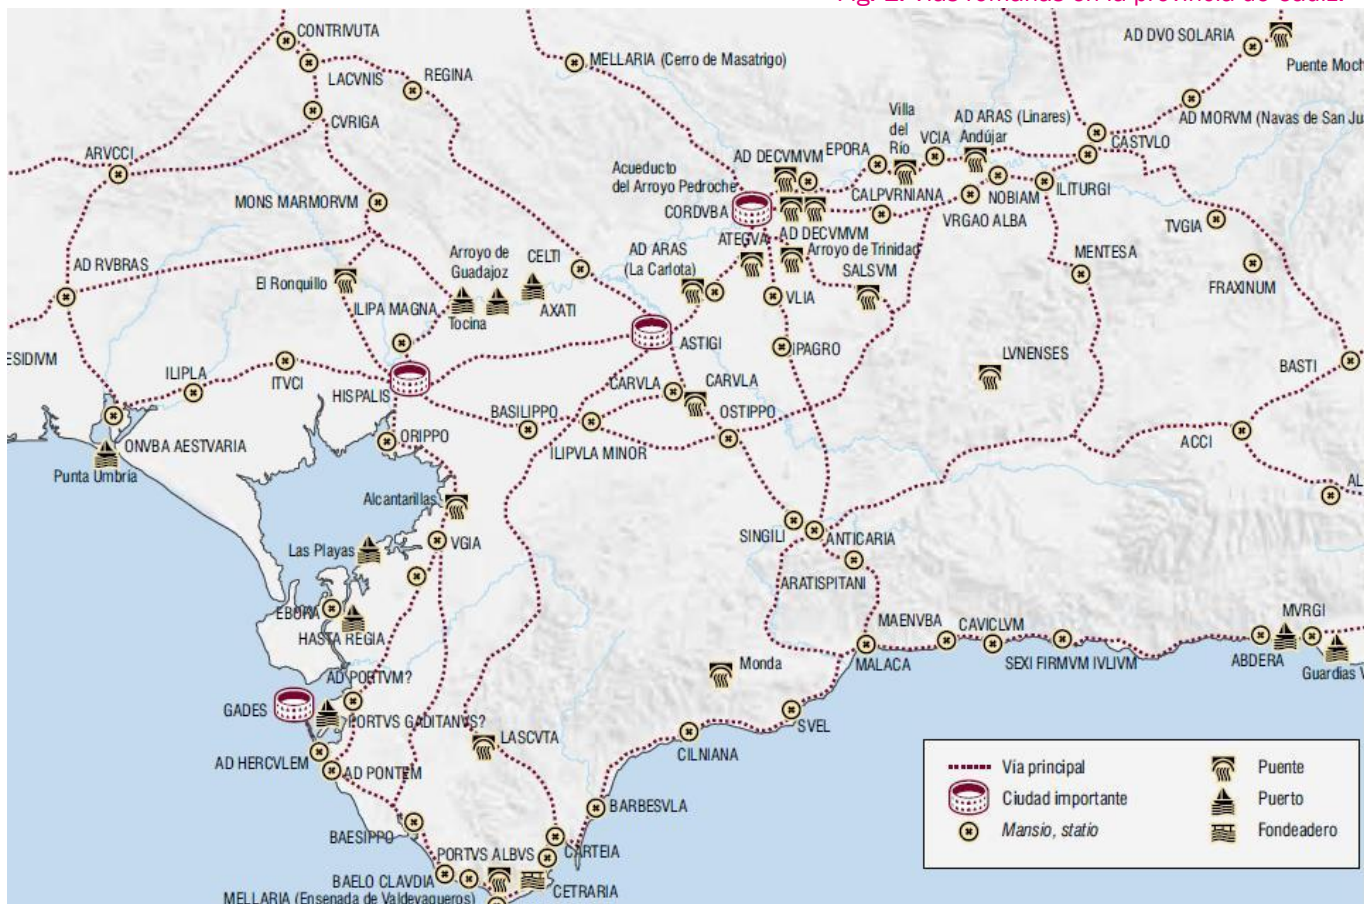 CONTRIVUTA
LACVNIS
REGINA
MELLARIA (Cerro de Masatrigo)
AD DVO SOLARIA
Puente Moch
CVRIGA
AD MORVM (Navas de San Ju
ARVCCI
Villa
del
Río
VCIA
AD ARAS (Linares)
Andújar
CASTVLO
AD DECVMVM
EPORA
Acueducto
del Arroyo Pedroche
CALPVRNIANA
NOBIAM
ILITURGI
MONS MARMORVM
CORDVBA
VRGAO ALBA
TVGIA
ATEGVA
AD DECVMVM
Arroyo de Trinidad
AD RVBRAS
Arroyo de
Guadajoz
CELTI
AD ARAS
(La Carlota)
SALSVM
MENTESA
FRAXINUM
El Ronquillo
ILIPA MAGNA
Tocina
AXATI
VLIA
ASTIGI
IPAGRO
LVNENSES
BASTI
ESIDIVM
ILIPLA
ITVCI
HISPALIS
CARVLA
CARVLA
BASILIPPO
OSTIPPO
ONVBA AESTVARIA
ORIPPO
ILIPVLA MINOR
ACCI
Punta Umbria
AL
Alcantarillas
SINGILI
ANTICARIA
Las Playas
VGIA
ARATISPITANI
EBORA
HASTA REGIA
MAENVBA
CAVICLVM
MVRGI
MALACA
SEXI FIRMVM IVLIVM
ABDERA
Guardias V
Monda
AD PORTVM?
GADES
PORTVS GADITANVS?
SVEL
LASCVTA
CILNIANA
AD HERCVLEM
AD PONTEM
BARBESVLA
BAESIPPO
PORTVS ALBVS
CARTEIA
BAELO CLAVDIA
CETRARIA
MELLARIA (Ensenada de Valdevaqueros)
Vía principal
Ciudad importante
Mansio, statio
Puente
Puerto
Fondeadero